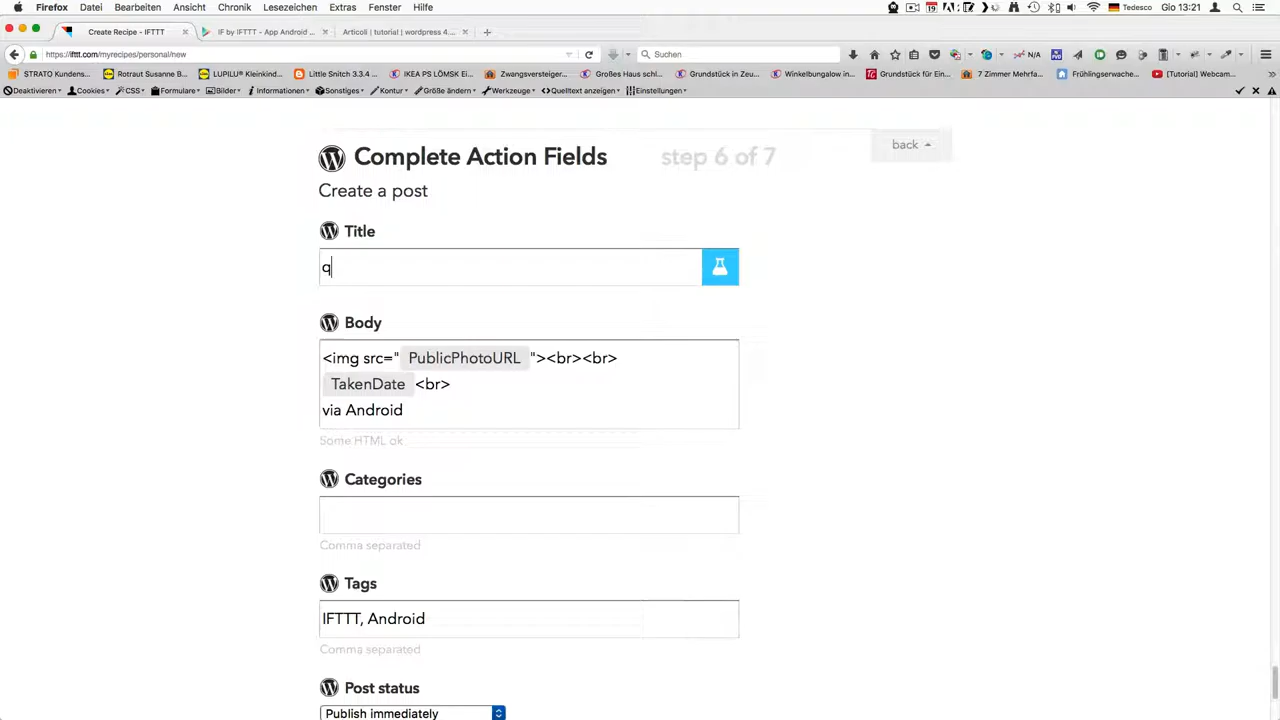 Firefox Datei Bearbeiten Ansicht Chronik Lesezeichen Extras Fenster Hilfe Tedesco Gio 13:21
Create Recipe - IFTTT IF by IFTTT - App Android ... Articoli | tutorial | wordpress 4....
https://ifttt.com/myrecipes/personal/new Suchen N/A
STRATO Kundens... Rotraut Susanne B... LUPILU® Kleinkind... Little Snitch 3.3.4 ... IKEA PS LÖMSK Ei... Zwangsversteiger... Großes Haus schl... Grundstück in Zeu... Winkelbungalow in... Grundstück für Ein... 7 Zimmer Mehrfa... Frühlingserwache... [Tutorial] Webcam...
Deaktivieren Cookies CSS Formulare Bilder Informationen Sonstiges Kontur Größe ändern Werkzeuge Quelltext anzeigen Einstellungen
Complete Action Fields step 6 of 7 back
Create a post
Title
q
Body
<img src=" PublicPhotoURL "><br><br>
TakenDate <br>
via Android
Some HTML ok
Categories
Comma separated
Tags
IFTTT, Android
Comma separated
Post status
Publish immediately